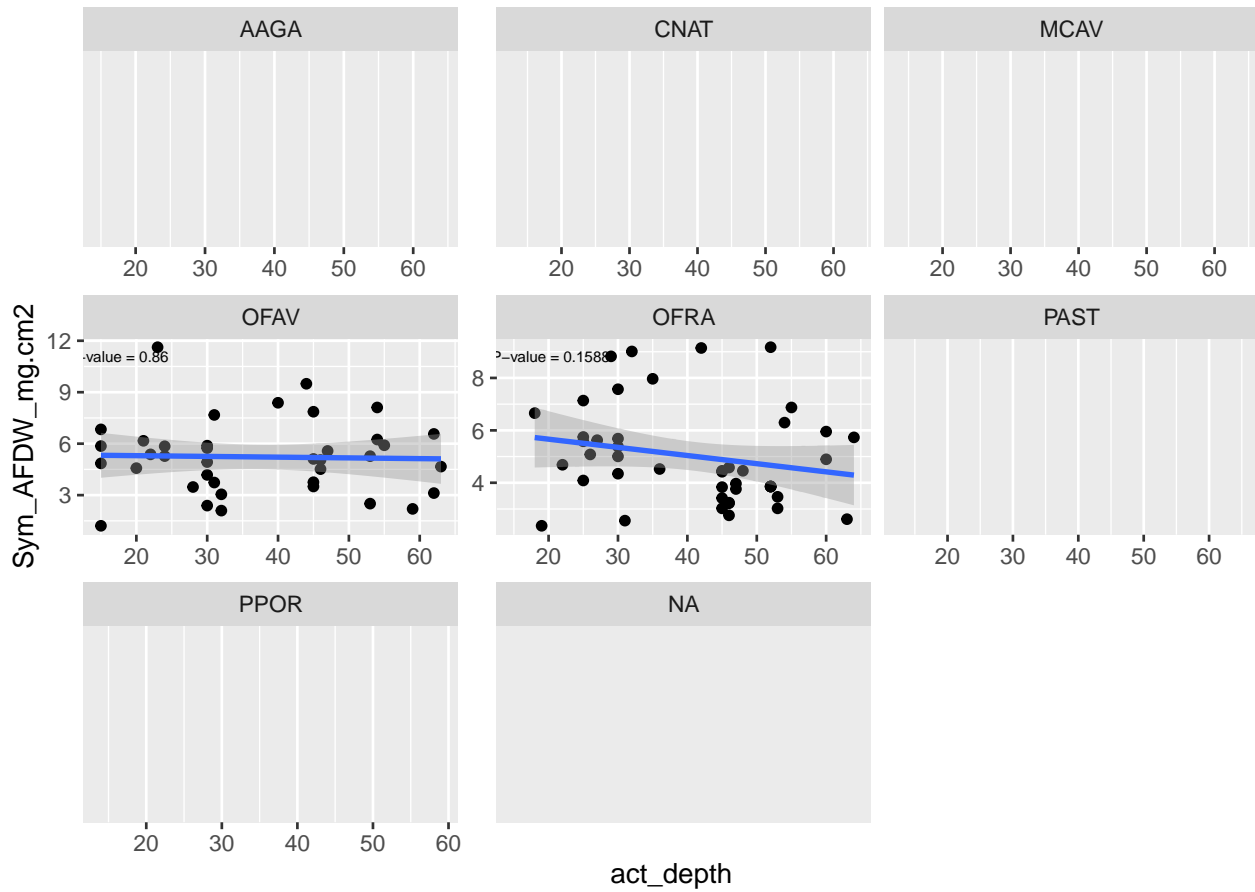 AAGA CNAT MCAV
20 30 40 50 60 20 30 40 50 60 20 30 40 50 60
Sym_AFDW_mg.cm2
OFAV OFRA PAST
12
9
6
3
-value = 0.86
8
6
4
P-value = 0.1588
20 30 40 50 60 20 30 40 50 60 20 30 40 50 60
PPOR NA
20 30 40 50 60
act_depth